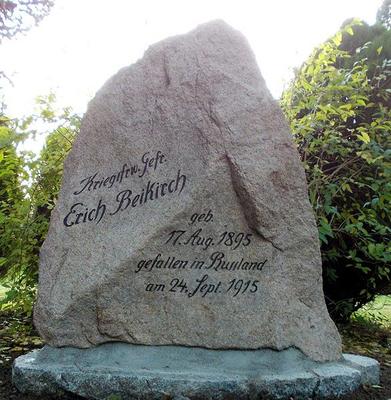 Kriegsfrw. Gefr.
Erich Beikirch
geb.
17. Aug. 1895
gefallen in Russland
am 24. Sept. 1915